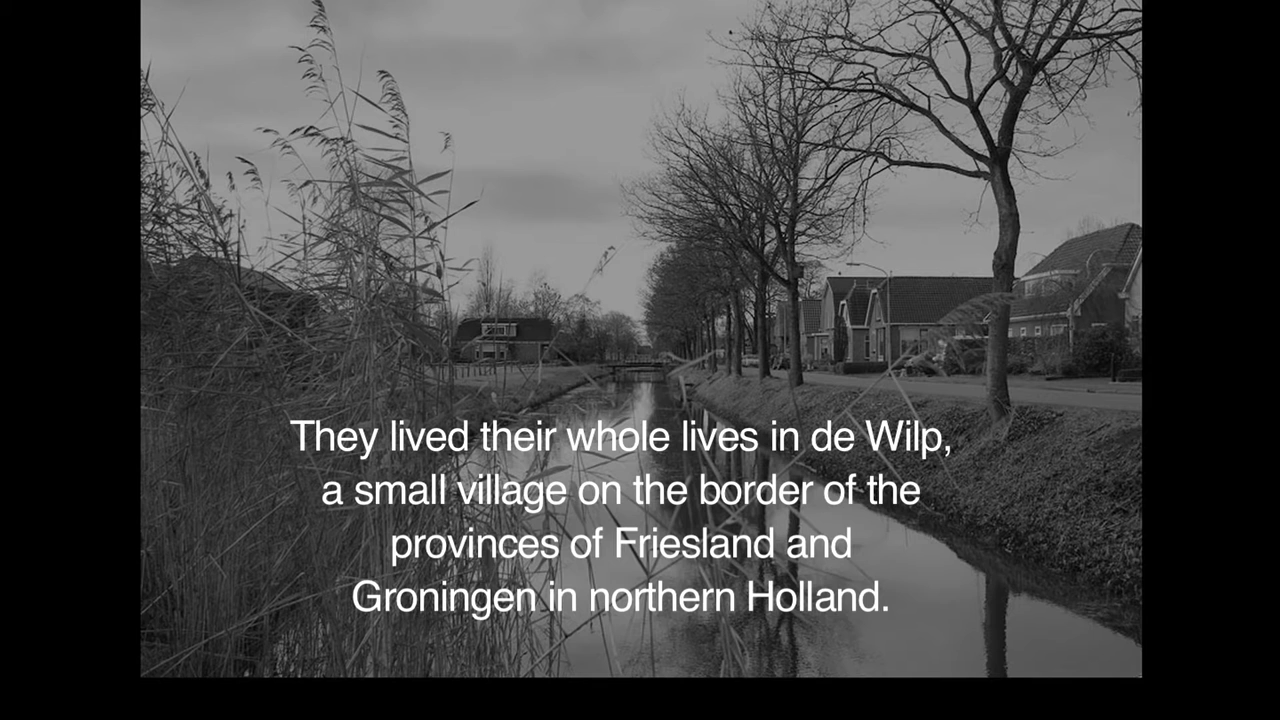 They lived their whole lives in de Wilp,
a small village on the border of the
provinces of Friesland and
Groningen in northern Holland.